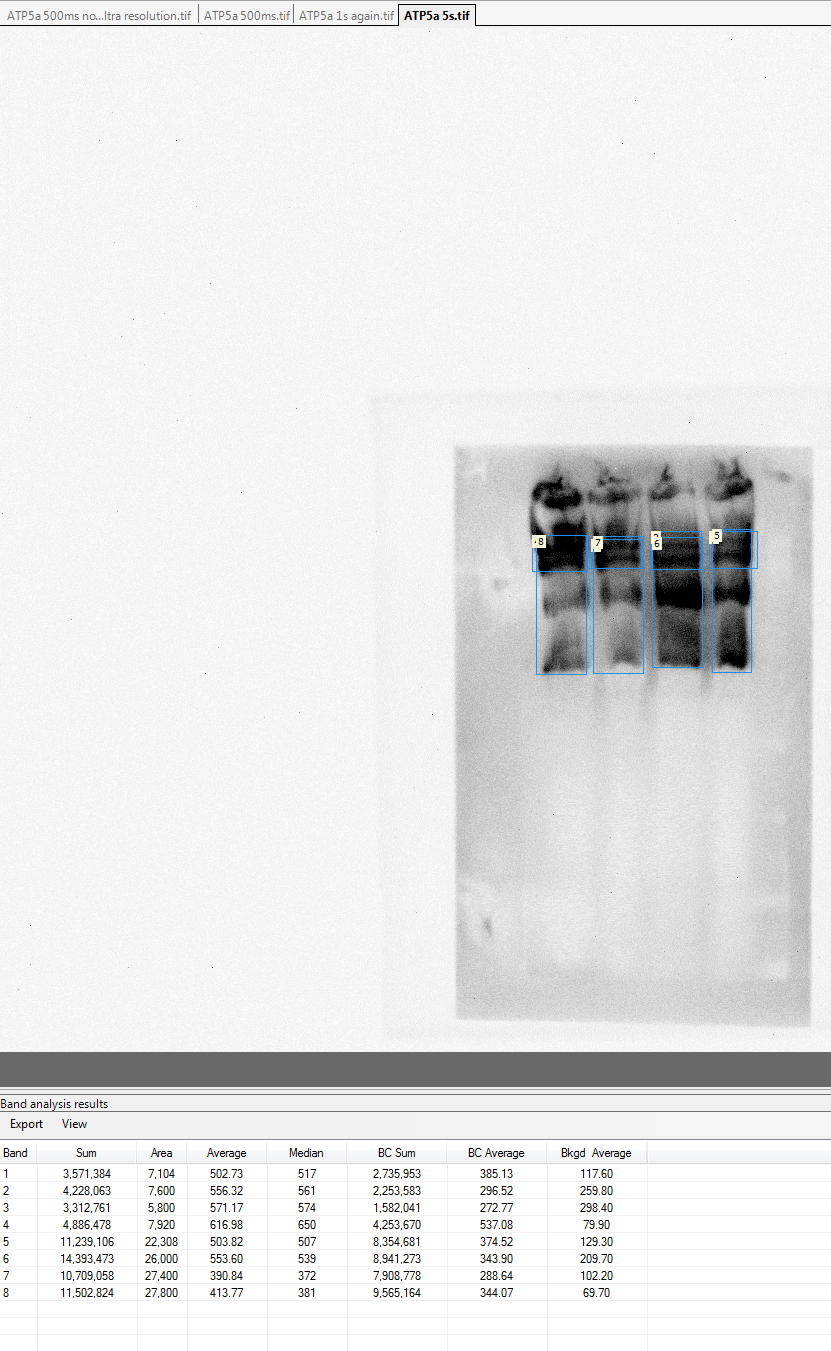 ATP5a 500ms no...ltra resolution.tif ATP5a 500ms.tif ATP5a 1s again.tif ATP5a 5s.tif
8 7 6 5
Band analysis results
Export View
Band Sum Area Average Median BC Sum BC Average Bkgd Average
1 3,571,384 7,104 502.73 517 2,735,953 385.13 117.60
2 4,228,063 7,600 556.32 561 2,253,583 296.52 259.80
3 3,312,761 5,800 571.17 574 1,582,041 272.77 298.40
4 4,886,478 7,920 616.98 650 4,253,670 537.08 79.90
5 11,239,106 22,308 503.82 507 8,354,681 374.52 129.30
6 14,393,473 26,000 553.60 539 8,941,273 343.90 209.70
7 10,709,058 27,400 390.84 372 7,908,778 288.64 102.20
8 11,502,824 27,800 413.77 381 9,565,164 344.07 69.70